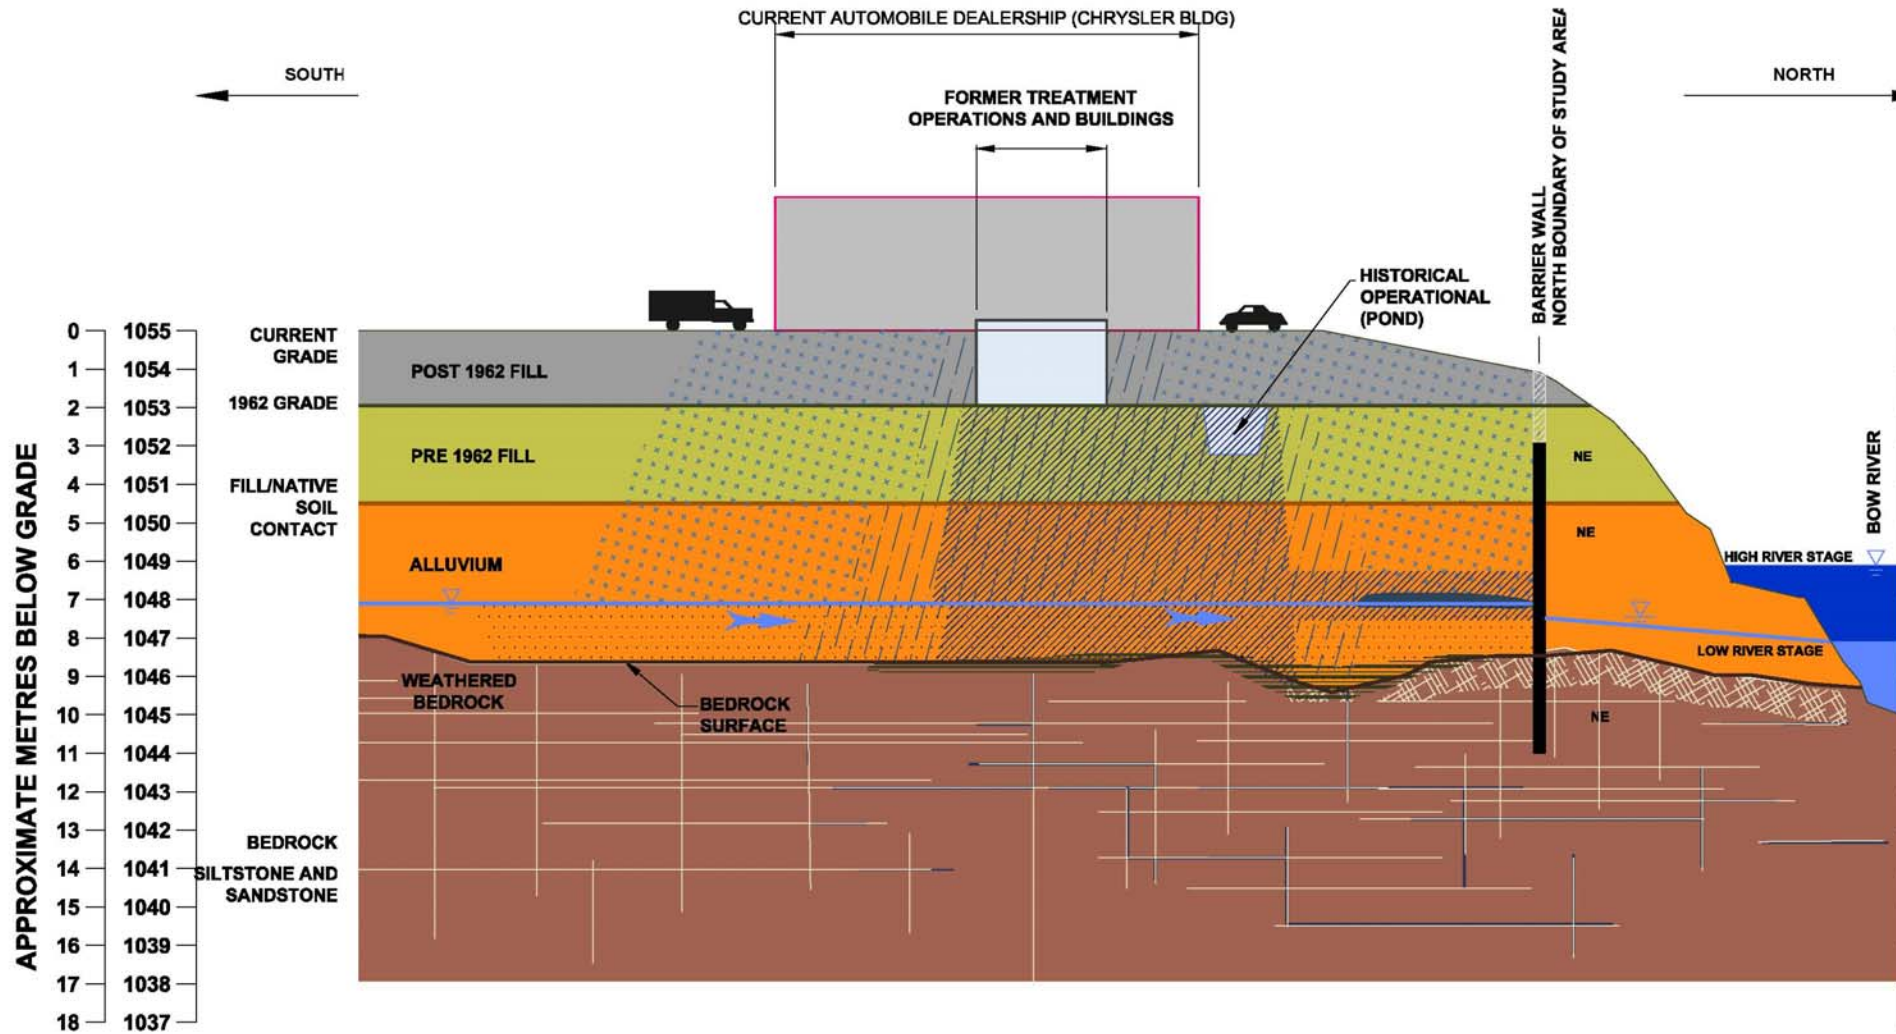 CURRENT AUTOMOBILE DEALERSHIP (CHRYSLER BLDG)
SOUTH
NORTH
FORMER TREATMENT
OPERATIONS AND BUILDINGS
BARRIER WALL
NORTH BOUNDARY OF STUDY AREA
HISTORICAL
OPERATIONAL
(POND)
APPROXIMATE METRES BELOW GRADE
0 1055
1 1054
2 1053
3 1052
4 1051
5 1050
6 1049
7 1048
8 1047
9 1046
10 1045
11 1044
12 1043
13 1042
14 1041
15 1040
16 1039
17 1038
18 1037
CURRENT
GRADE
POST 1962 FILL
1962 GRADE
PRE 1962 FILL
NE
FILL/NATIVE
SOIL
CONTACT
NE
ALLUVIUM
BOW RIVER
HIGH RIVER STAGE
LOW RIVER STAGE
WEATHERED
BEDROCK
BEDROCK
SURFACE
NE
BEDROCK
SILTSTONE AND
SANDSTONE